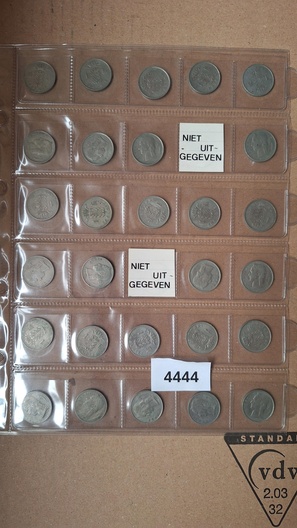 NIET
- UIT-
GEGEVEN
NIET
UIT-
GEGEVEN
4444
STANDA
vdv
2.03
32